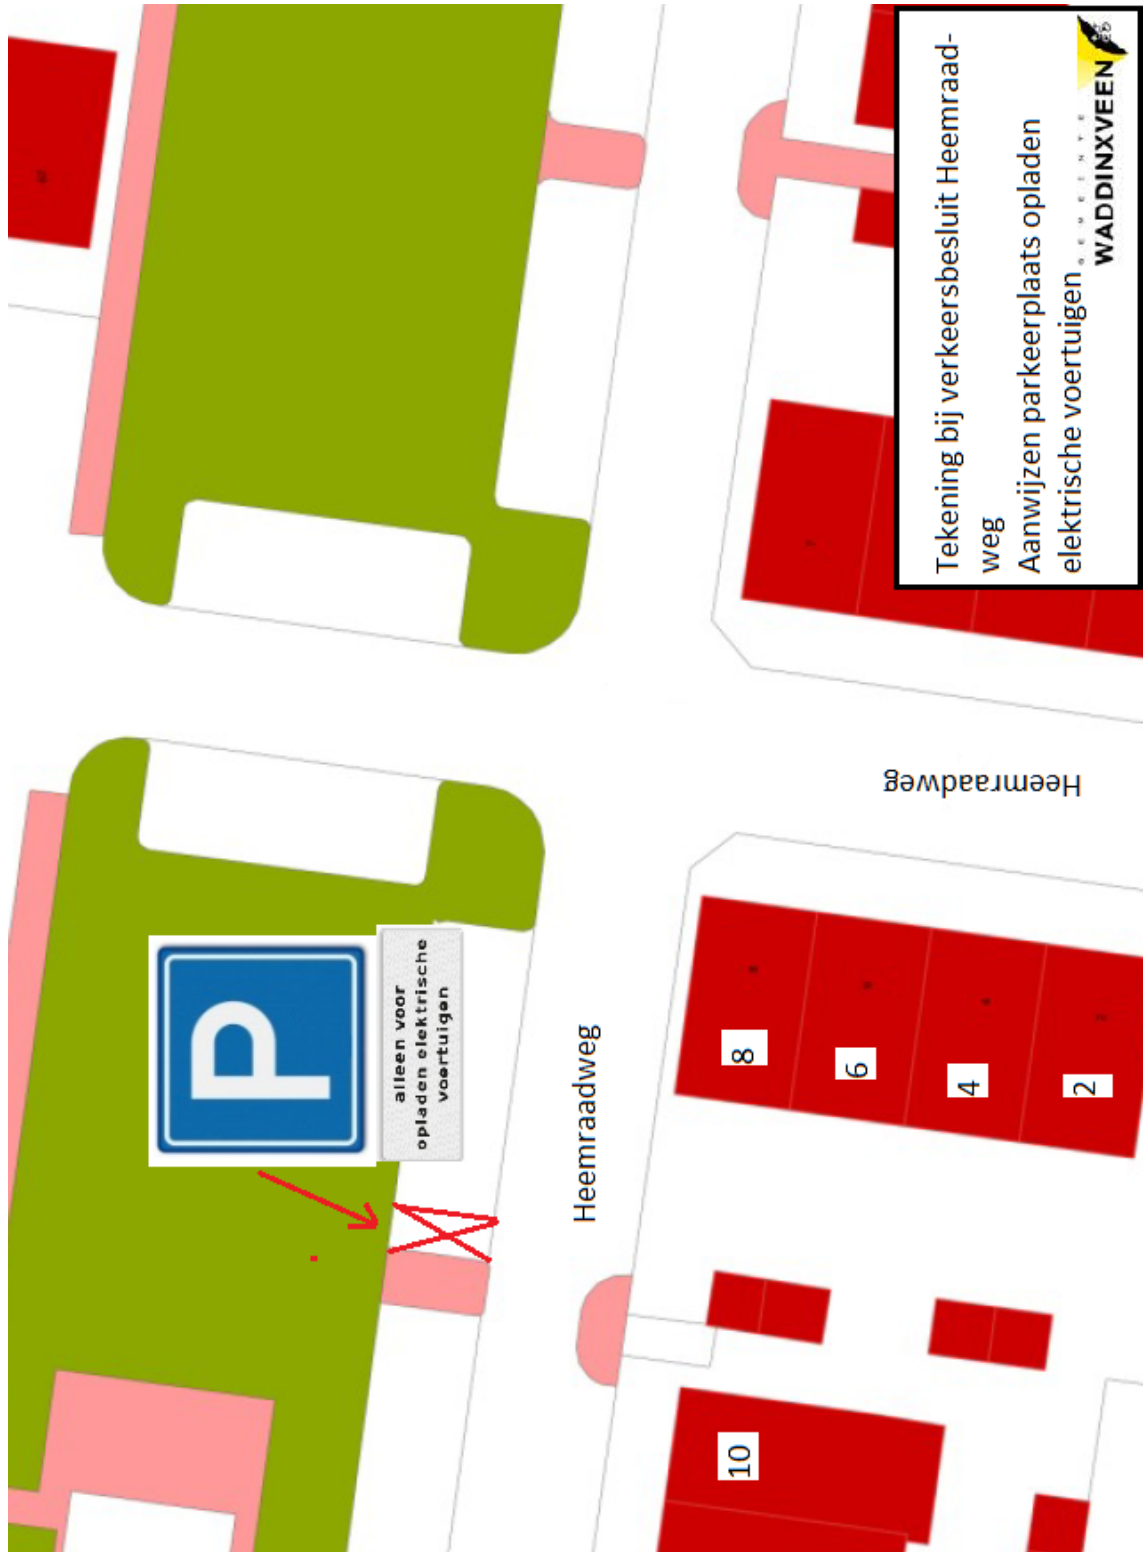 Tekening bij verkeersbesluit Heemraad-
weg
Aanwijzen parkeerplaats opladen
elektrische voertuigen
GEMEENTE
WADDINXVEEN
Heemraadweg
P
alleen voor
opladen elektrische
voertuigen
Heemraadweg
8
6
4
2
10